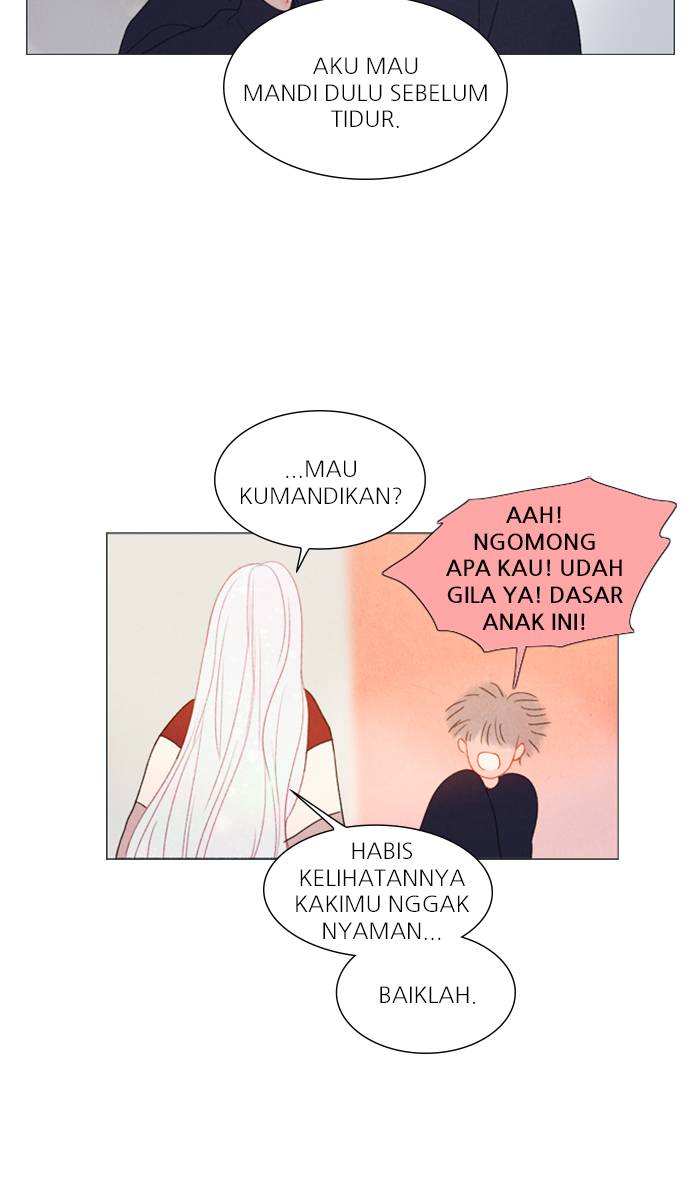 AKU MAU
MANDI DULU SEBELUM
TIDUR.
...MAU
KUMANDIKAN?
AAH!
NGOMONG
APA KAU! UDAH
GILA YA! DASAR
ANAK INI!
HABIS
KELIHATANNYA
KAKIMU NGGAK
NYAMAN...
BAIKLAH.